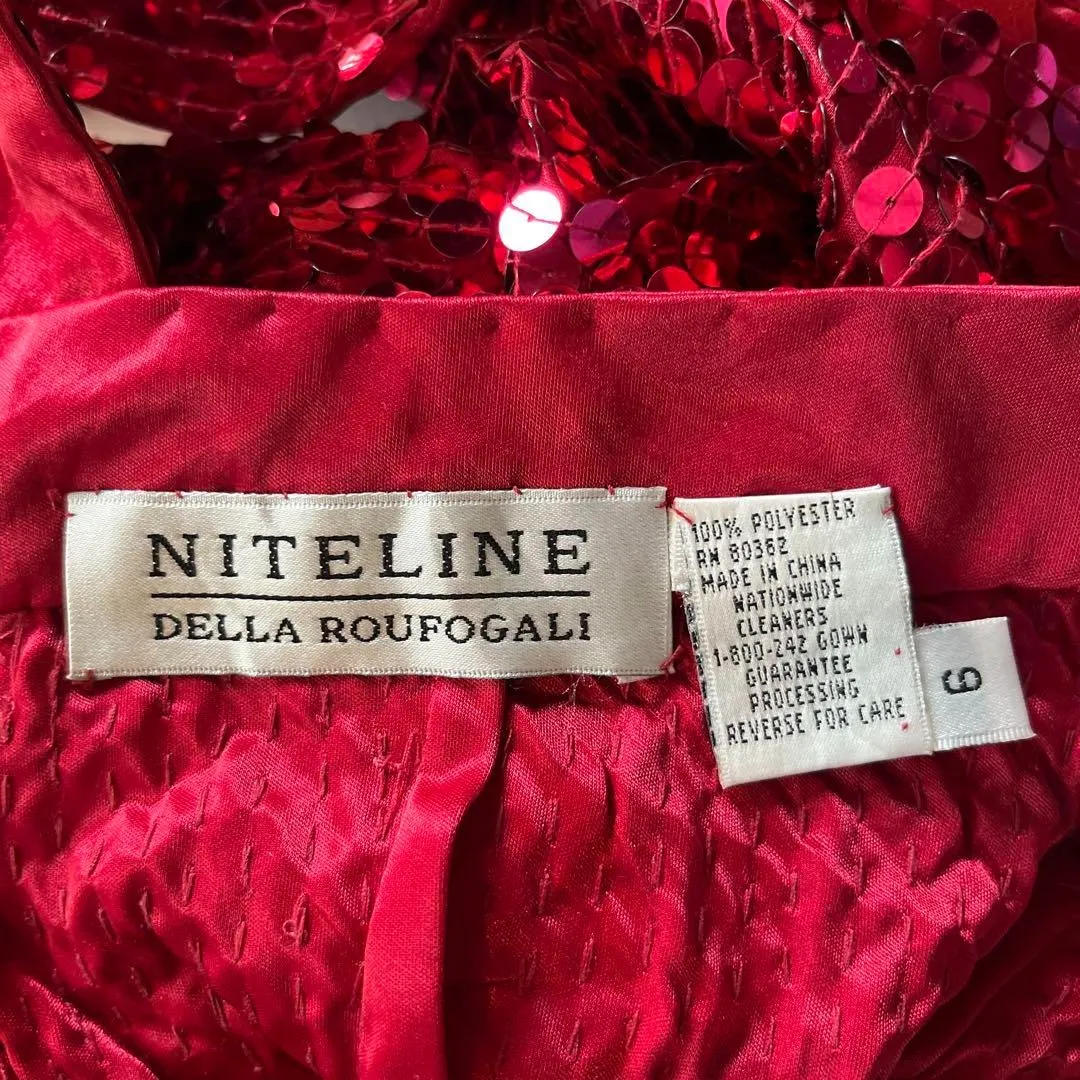 NITELINE
DELLA ROUFOGALI
100% POLYESTER
RN 80362
MADE IN CHINA
NATIONWIDE
CLEANERS
1-800-242 GOWN
GUARANTEE
PROCESSING
REVERSE FOR CARE
6